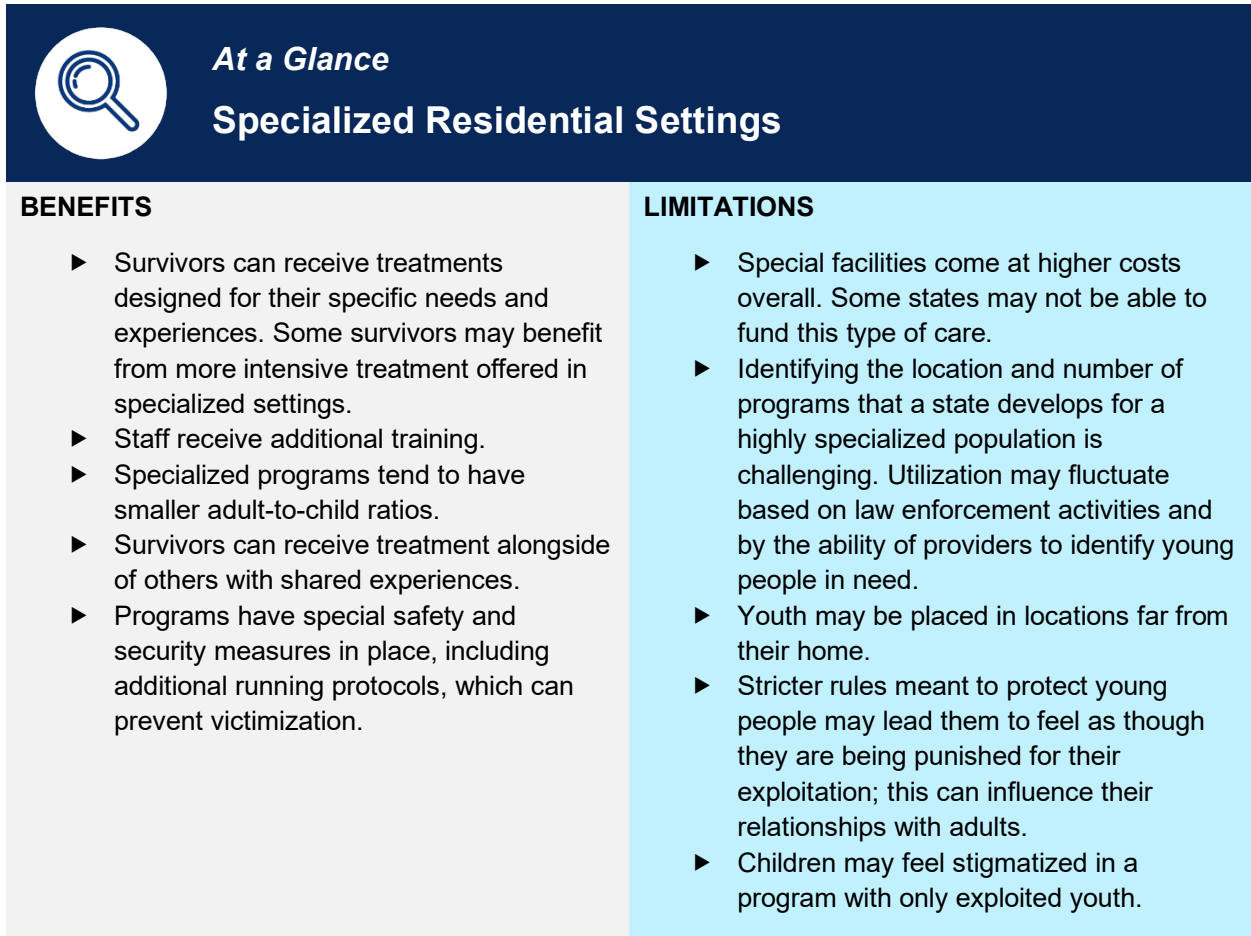 At a Glance
Specialized Residential Settings
BENEFITS
▶ Survivors can receive treatments
designed for their specific needs and
experiences. Some survivors may benefit
from more intensive treatment offered in
specialized settings.
▶ Staff receive additional training.
▶ Specialized programs tend to have
smaller adult-to-child ratios.
▶ Survivors can receive treatment alongside
of others with shared experiences.
▶ Programs have special safety and
security measures in place, including
additional running protocols, which can
prevent victimization.
LIMITATIONS
▶ Special facilities come at higher costs
overall. Some states may not be able to
fund this type of care.
▶ Identifying the location and number of
programs that a state develops for a
highly specialized population is
challenging. Utilization may fluctuate
based on law enforcement activities and
by the ability of providers to identify young
people in need.
▶ Youth may be placed in locations far from
their home.
▶ Stricter rules meant to protect young
people may lead them to feel as though
they are being punished for their
exploitation; this can influence their
relationships with adults.
▶ Children may feel stigmatized in a
program with only exploited youth.